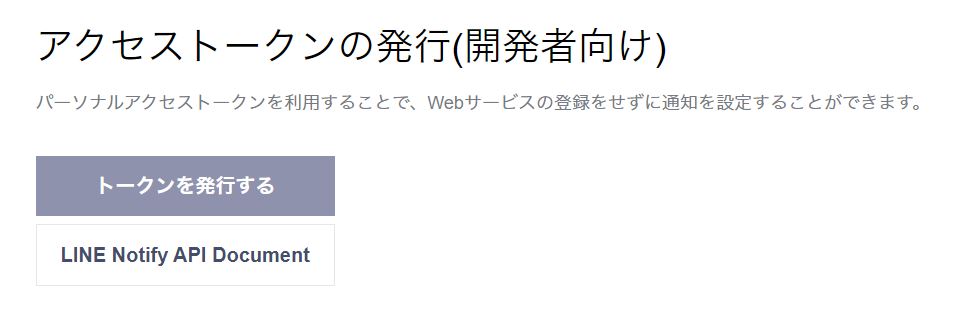 アクセストークンの発行(開発者向け)
パーソナルアクセストークンを利用することで、Webサービスの登録をせずに通知を設定することができます。
トークンを発行する
LINE Notify API Document